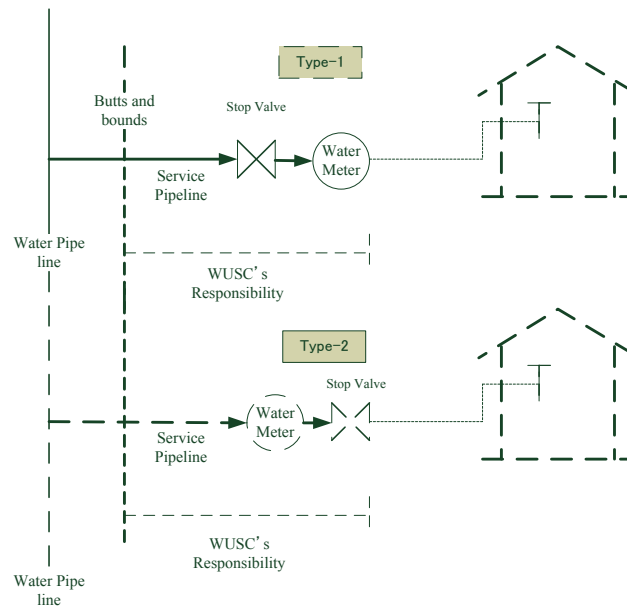 Type-1
Butts and
bounds
Stop Valve
Water
Meter
Service
Pipeline
Water Pipe
line
WUSC's
Responsibility
Type-2
Stop Valve
Water
Meter
Service
Pipeline
WUSC's
Responsibility
Water Pipe
line